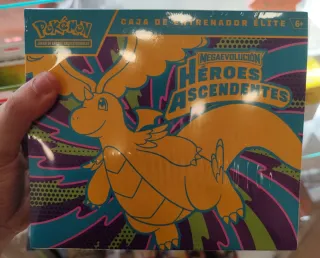 Pokémon
CAJA DE ENTRENADOR ÉLITE 6+
MEGAEVOLUCIÓN
HÉROES
ASCENDENTES